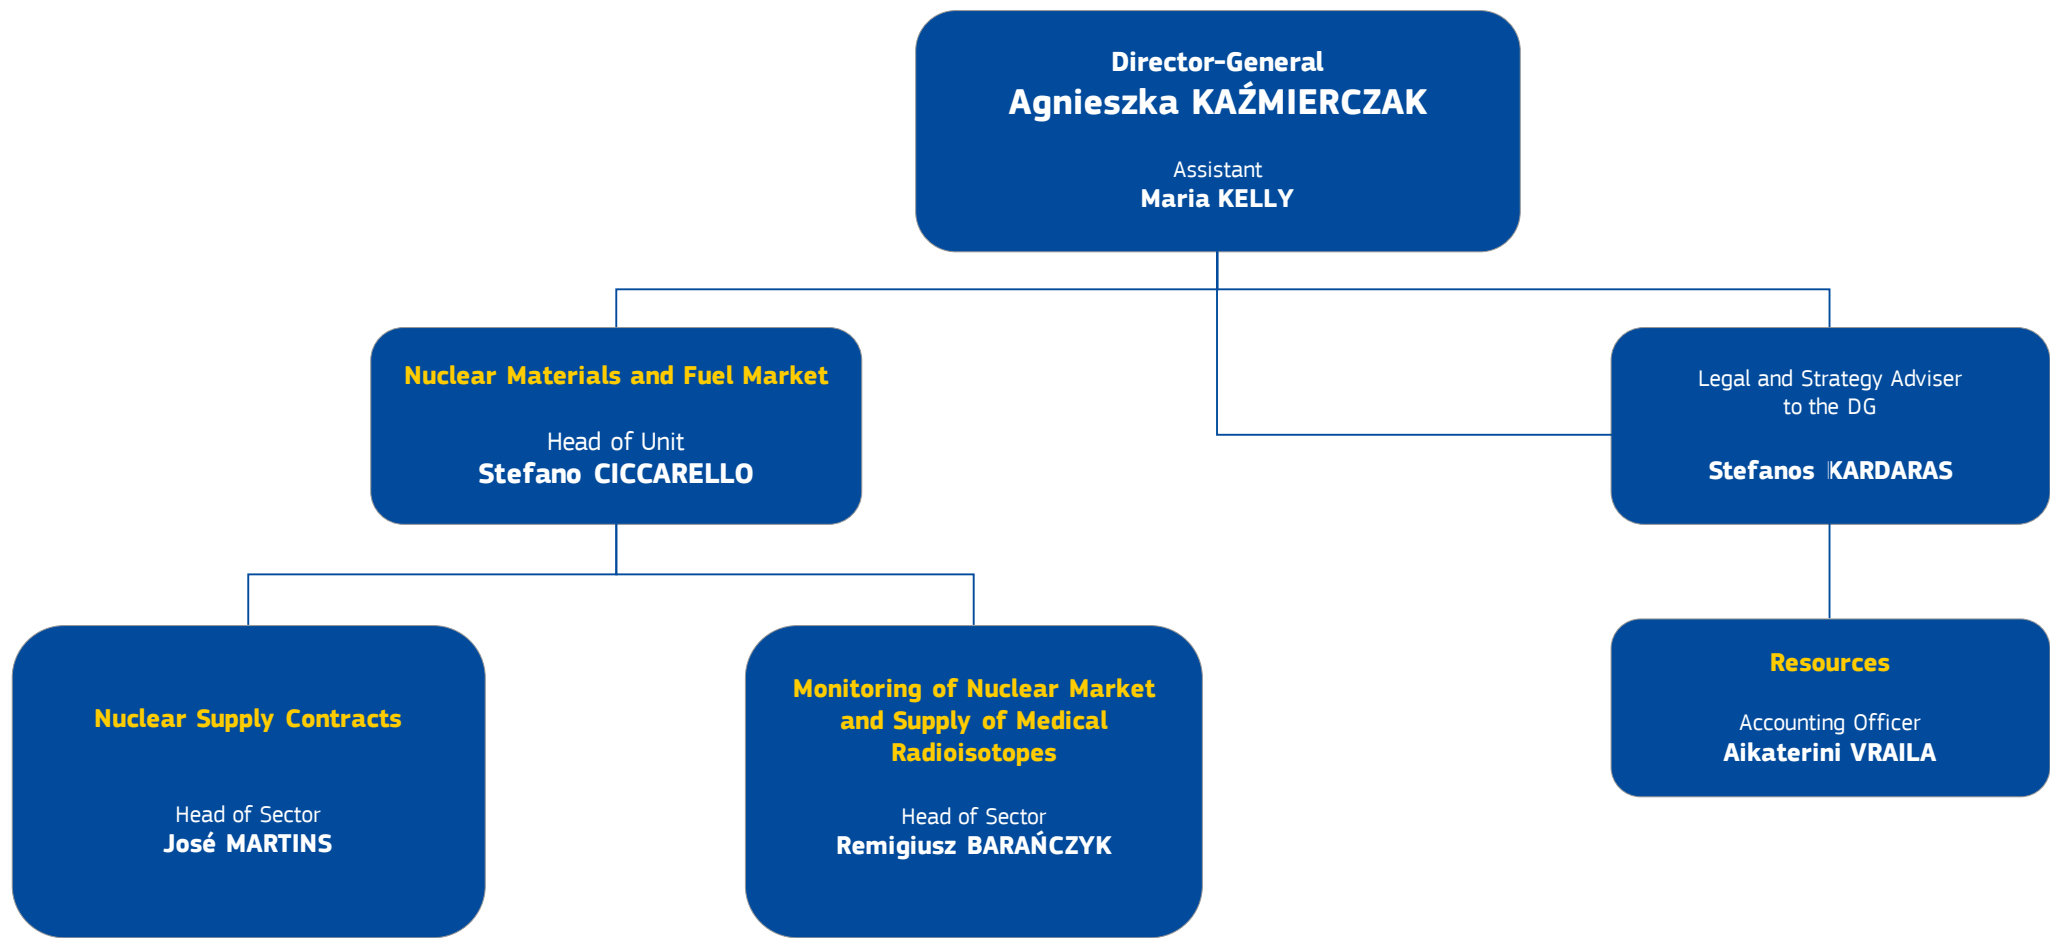 Director-General
Agnieszka KAŹMIERCZAK
Assistant
Maria KELLY
Nuclear Materials and Fuel Market
Head of Unit
Stefano CICCARELLO
Legal and Strategy Adviser
to the DG
Stefanos KARDARAS
Nuclear Supply Contracts
Head of Sector
José MARTINS
Monitoring of Nuclear Market
and Supply of Medical
Radioisotopes
Head of Sector
Remigiusz BARAŃCZYK
Resources
Accounting Officer
Aikaterini VRAILA